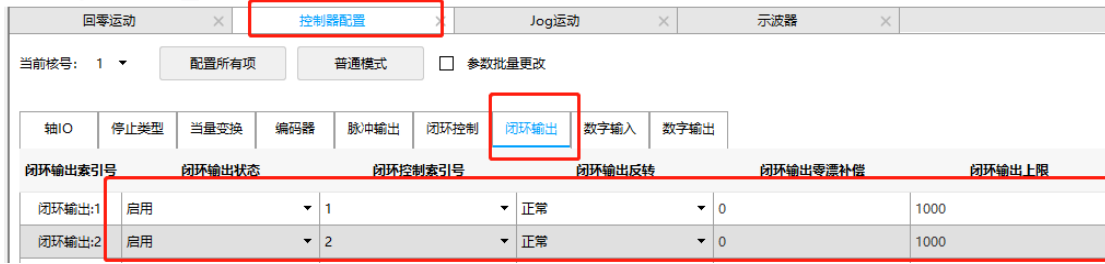 回零运动 控制器配置 Jog运动 示波器
当前核号: 1 配置所有项 普通模式 参数批量更改
轴IO 停止类型 当量变换 编码器 脉冲输出 闭环控制 闭环输出 数字输入 数字输出
闭环输出索引号 闭环输出状态 闭环控制索引号 闭环输出反转 闭环输出零漂补偿 闭环输出上限
闭环输出:1 启用 1 正常 0 1000
闭环输出:2 启用 2 正常 0 1000